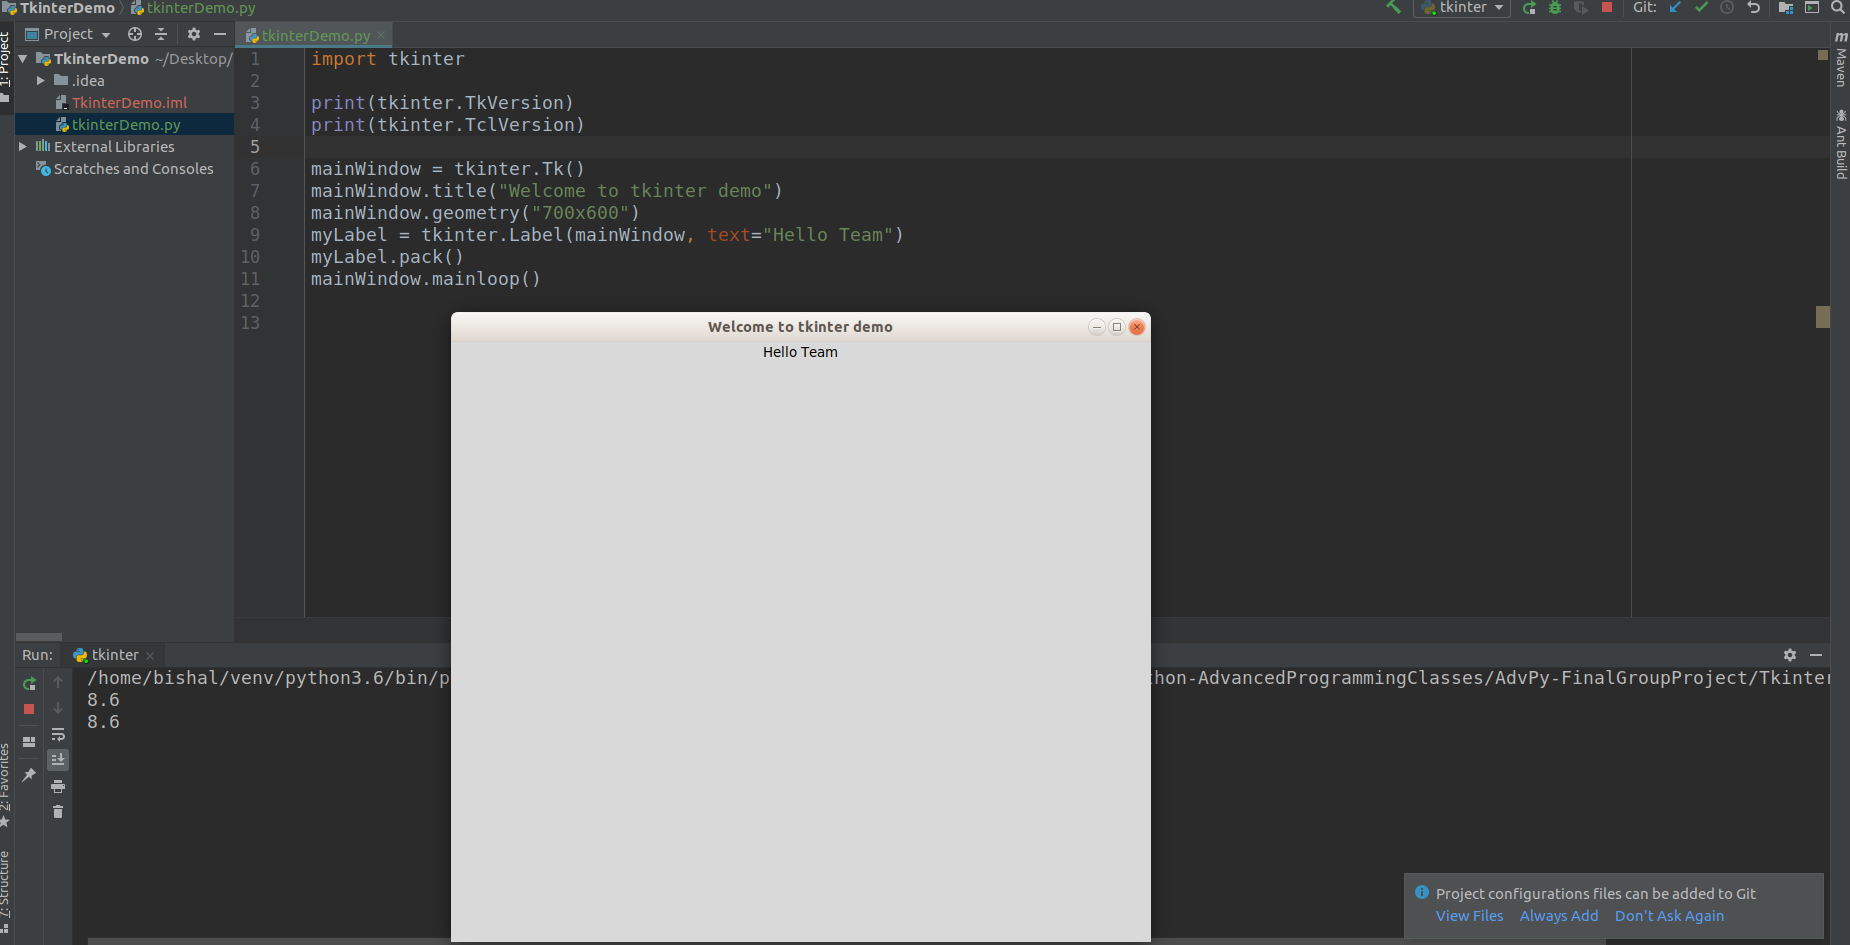 TkinterDemo tkinterDemo.py
tkinter Git:
1: Project
Project
tkinterDemo.py
TkinterDemo ~/Desktop/
.idea
TkinterDemo.iml
tkinterDemo.py
External Libraries
Scratches and Consoles
1 import tkinter
2
3 print(tkinter.TkVersion)
4 print(tkinter.TclVersion)
5
6 mainWindow = tkinter.Tk()
7 mainWindow.title("Welcome to tkinter demo")
8 mainWindow.geometry("700x600")
9 myLabel = tkinter.Label(mainWindow, text="Hello Team")
10 myLabel.pack()
11 mainWindow.mainloop()
12
13
m Maven
Ant Build
Welcome to tkinter demo
Hello Team
Run: tkinter
/home/bishal/venv/python3.6/bin/p thon-AdvancedProgrammingClasses/AdvPy-FinalGroupProject/Tkinter
8.6
8.6
2: Favorites
7: Structure
Project configurations files can be added to Git
View Files Always Add Don't Ask Again